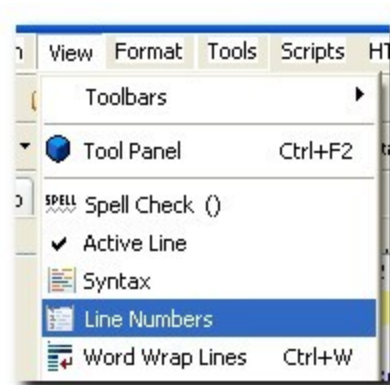 View Format Tools Scripts
Toolbars
Tool Panel Ctrl+F2
SPELL Spell Check ()
Active Line
Syntax
Line Numbers
Word Wrap Lines Ctrl+W